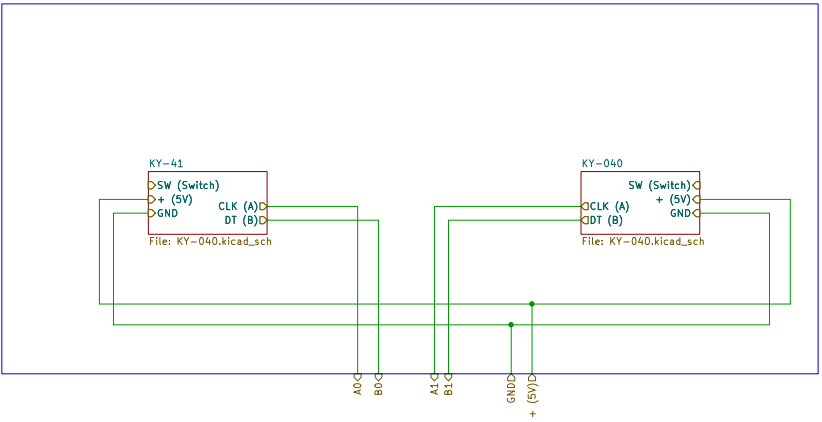 KY-41
SW (Switch)
+ (5V)
GND
CLK (A)
DT (B)
File: KY-040.kicad_sch
KY-040
SW (Switch)
+ (5V)
GND
CLK (A)
DT (B)
File: KY-040.kicad_sch
A0
B0
A1
B1
GND
+ (5V)